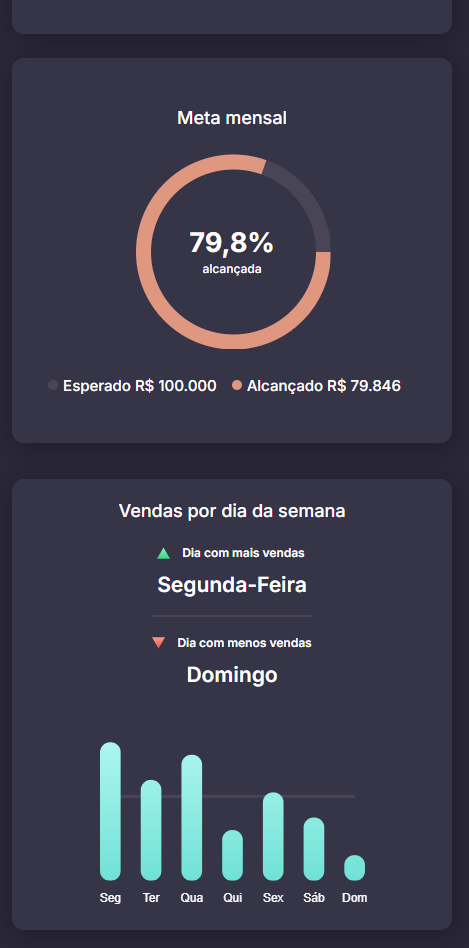 Meta mensal
79,8%
alcançada
Esperado R$ 100.000 Alcançado R$ 79.846
Vendas por dia da semana
Dia com mais vendas
Segunda-Feira
Dia com menos vendas
Domingo
Seg Ter Qua Qui Sex Sáb Dom